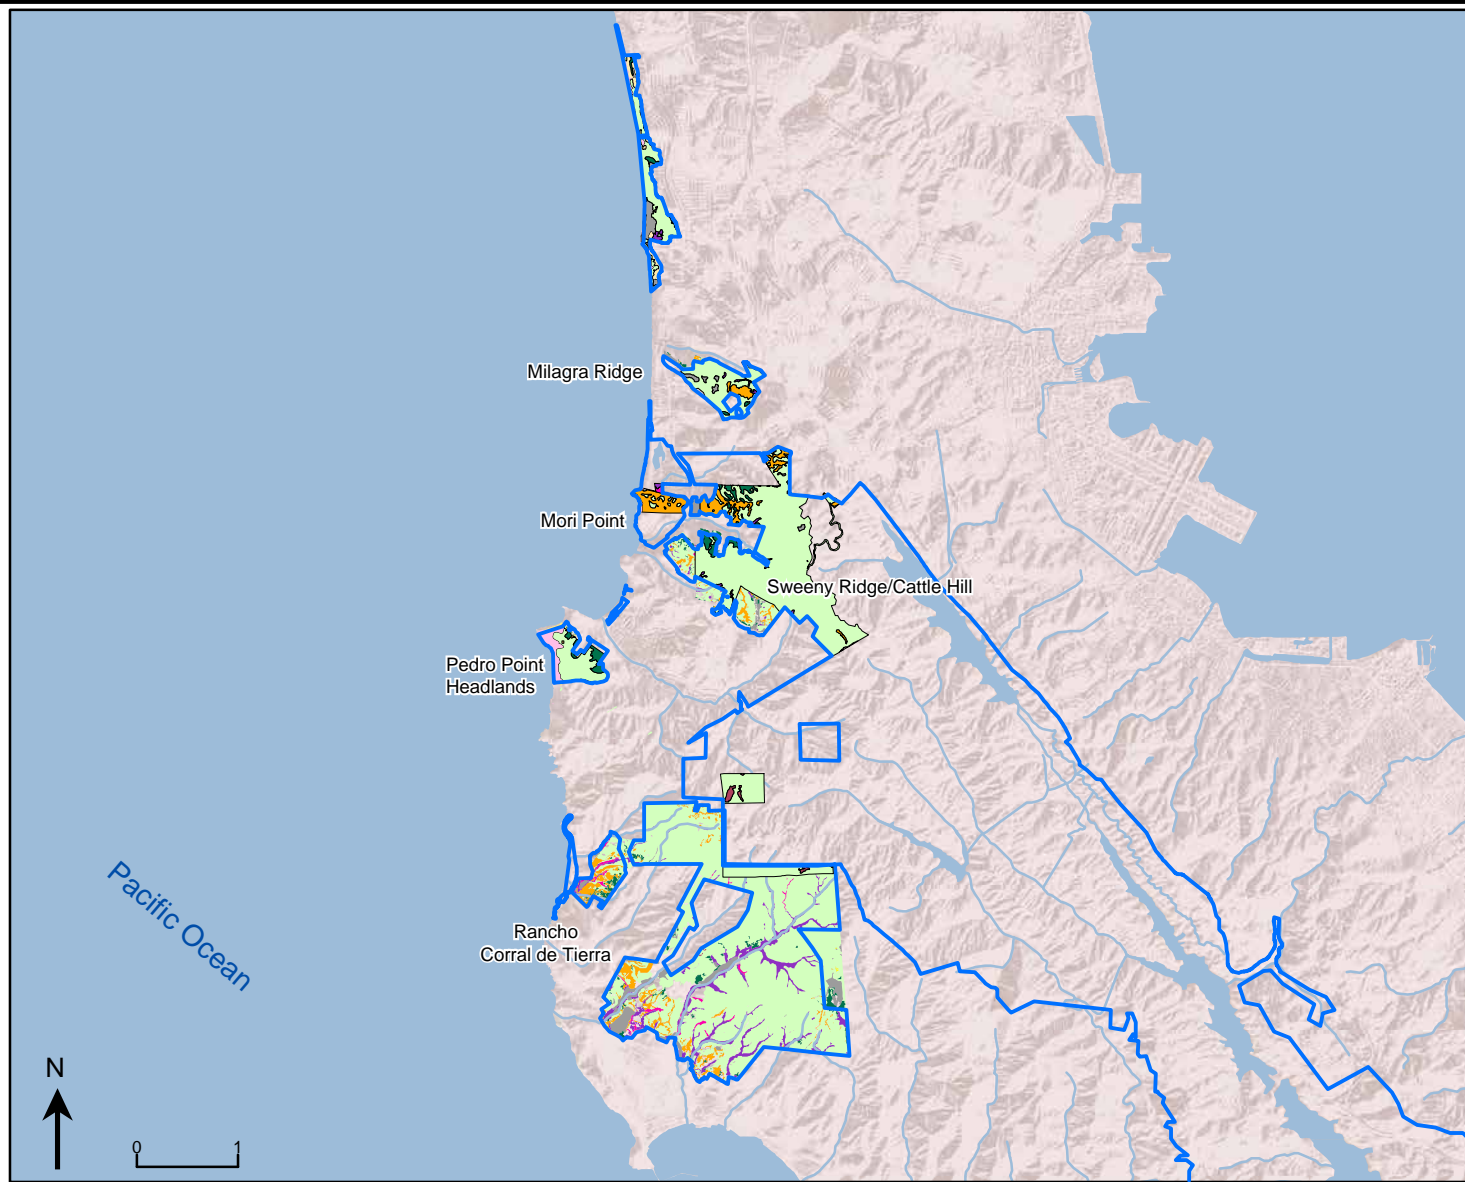 Milagra Ridge
Mori Point
Sweeny Ridge/Cattle Hill
Pedro Point
Headlands
Pacific Ocean
Rancho
Corral de Tierra
N
0 1